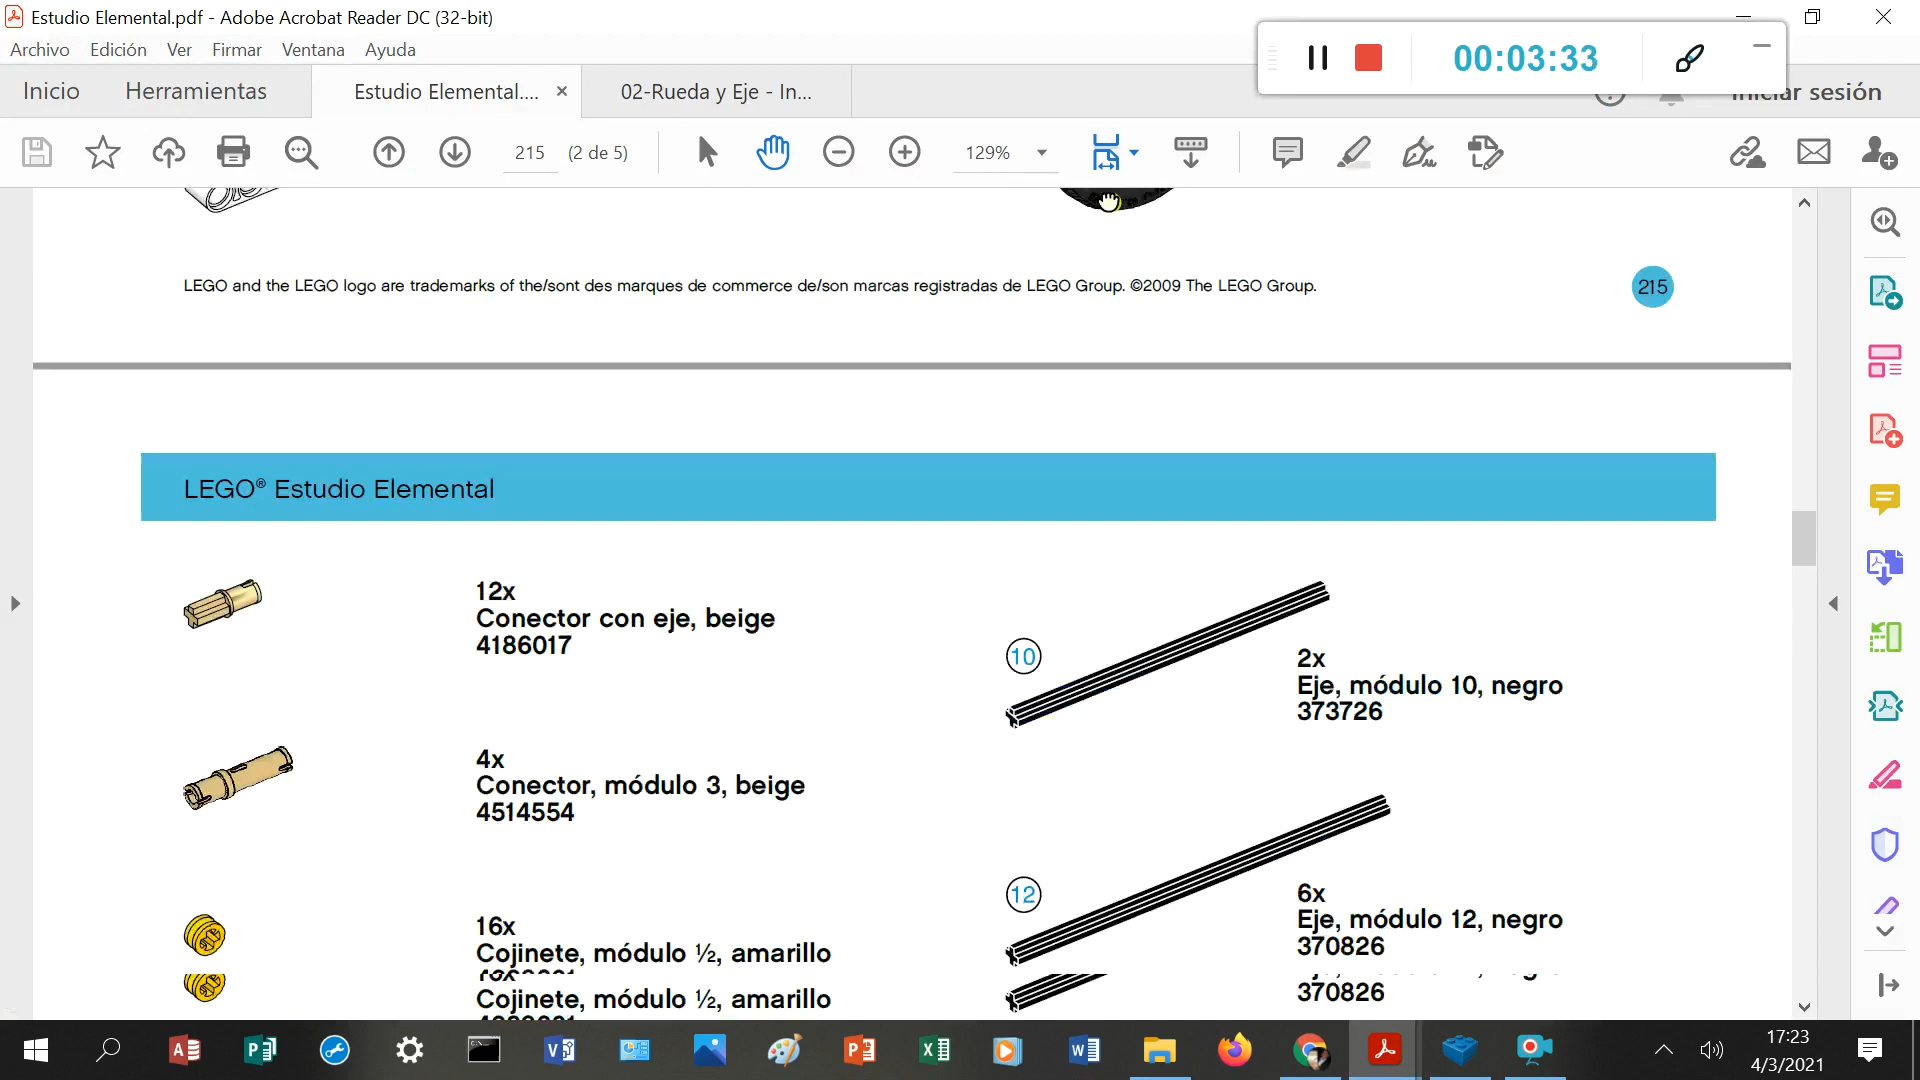 Estudio Elemental.pdf - Adobe Acrobat Reader DC (32-bit)
Archivo Edición Ver Firmar Ventana Ayuda
00:03:33
Inicio Herramientas Estudio Elemental.... 02-Rueda y Eje - In... Iniciar sesión
215 (2 de 5) 129%
LEGO and the LEGO logo are trademarks of the/sont des marques de commerce de/son marcas registradas de LEGO Group. ©2009 The LEGO Group.
215
LEGO® Estudio Elemental
12x
Conector con eje, beige
4186017
10
2x
Eje, módulo 10, negro
373726
4x
Conector, módulo 3, beige
4514554
12
6x
Eje, módulo 12, negro
370826
16x
Cojinete, módulo ½, amarillo
Cojinete, módulo ½, amarillo
370826
17:23
4/3/2021